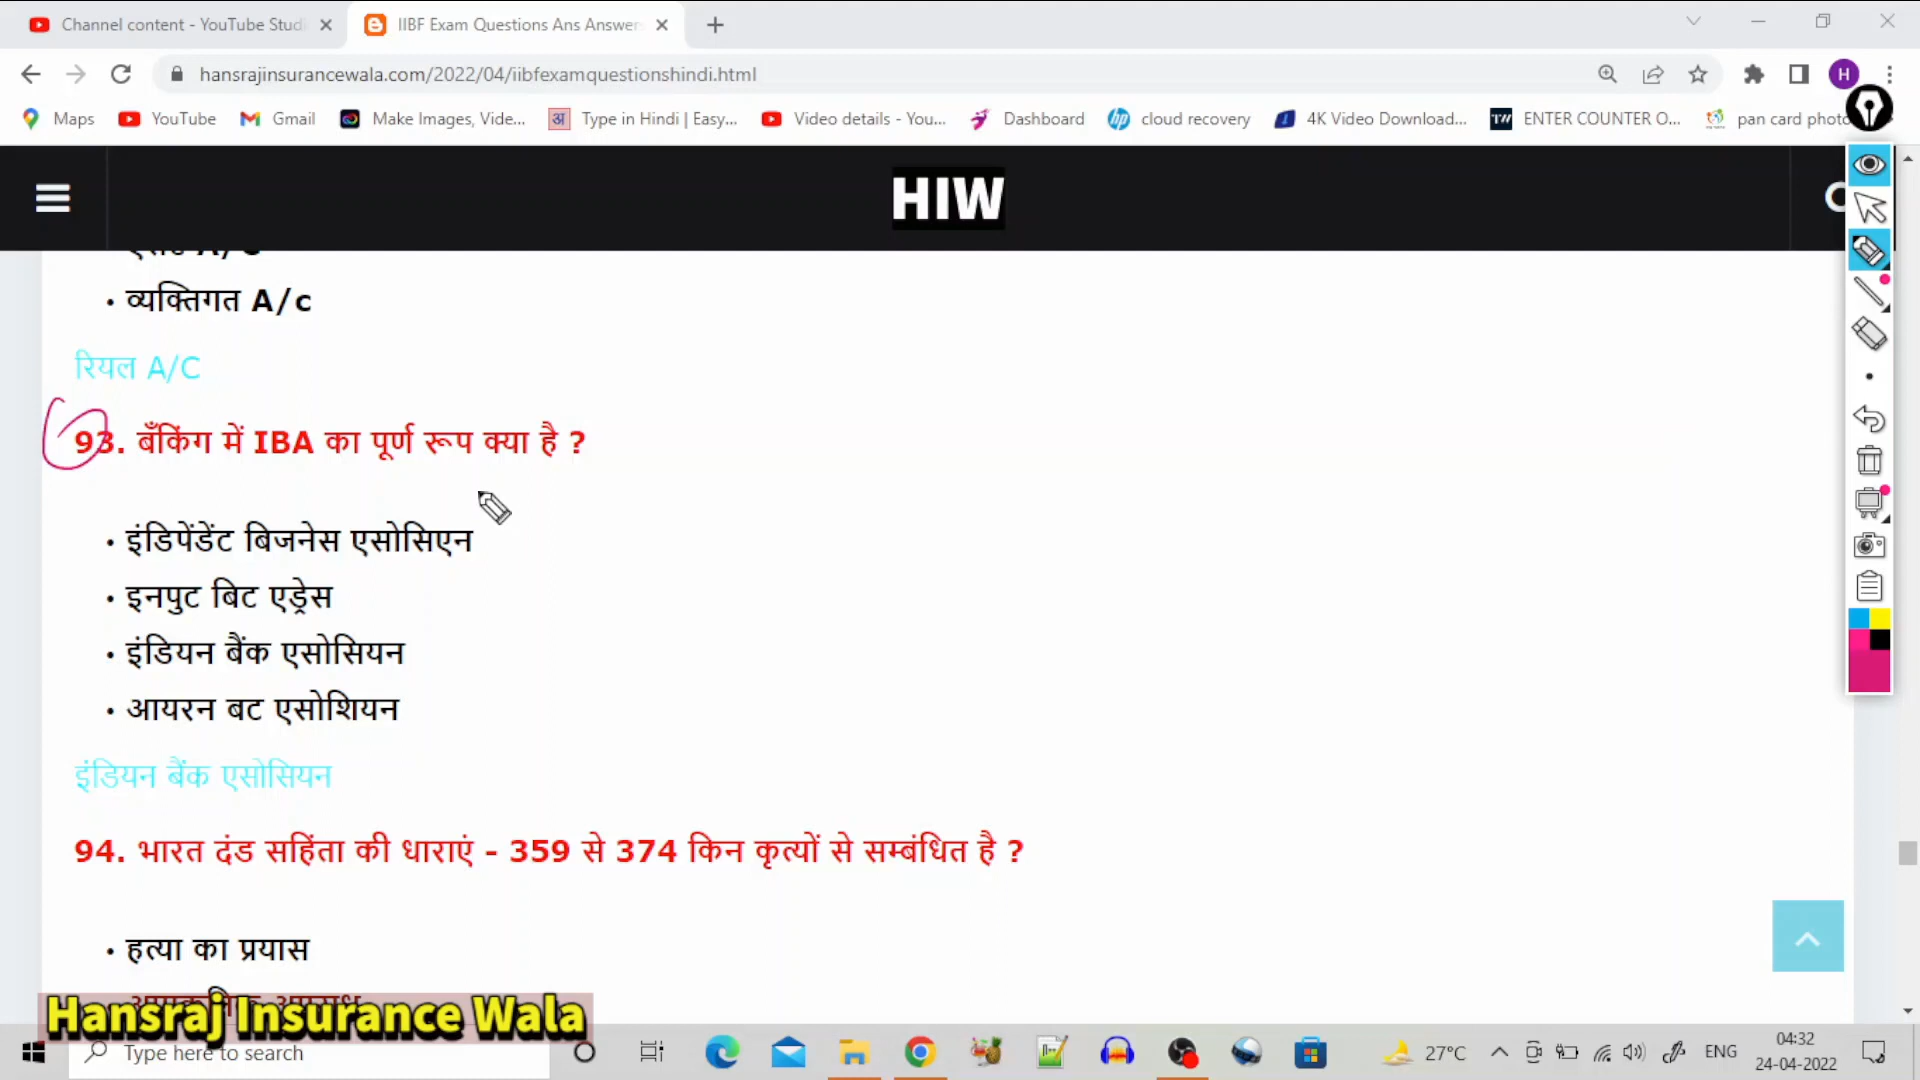 Channel content - YouTube Studi
IIBF Exam Questions Ans Answers
hansrajinsurancewala.com/2022/04/iibfexamquestionshindi.html
H
Maps
YouTube
Gmail
Make Images, Vide...
Type in Hindi | Easy...
Video details - You...
Dashboard
cloud recovery
4K Video Download...
ENTER COUNTER O...
pan card photo
HIW
• व्यक्तिगत A/c
रियल A/C
93. बँकिंग में IBA का पूर्ण रूप क्या है ?
• इंडिपेंडेंट बिजनेस एसोसिएन
• इनपुट बिट एड्रेस
• इंडियन बैंक एसोसियन
• आयरन बट एसोशियन
इंडियन बैंक एसोसियन
94. भारत दंड सहिंता की धाराएं - 359 से 374 किन कृत्यों से सम्बंधित है ?
• हत्या का प्रयास
Hansraj Insurance Wala
Type here to search
27°C
ENG
04:32
24-04-2022